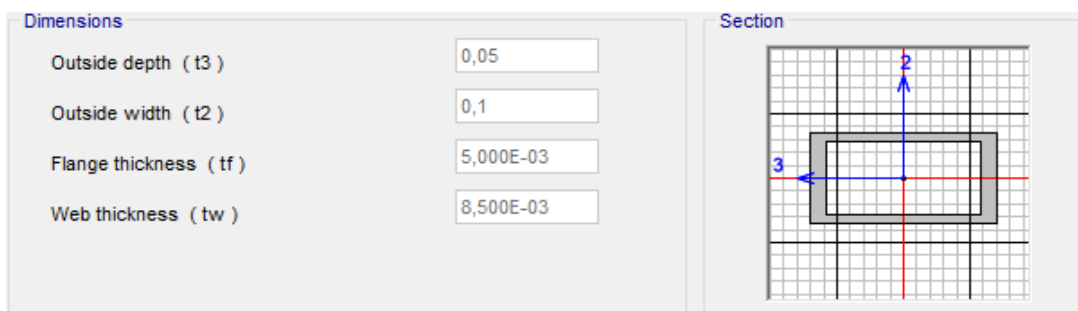 Dimensions
Outside depth ( t3 ) 0,05
Outside width ( t2 ) 0,1
Flange thickness ( tf ) 5,000E-03
Web thickness ( tw ) 8,500E-03
Section
2
3